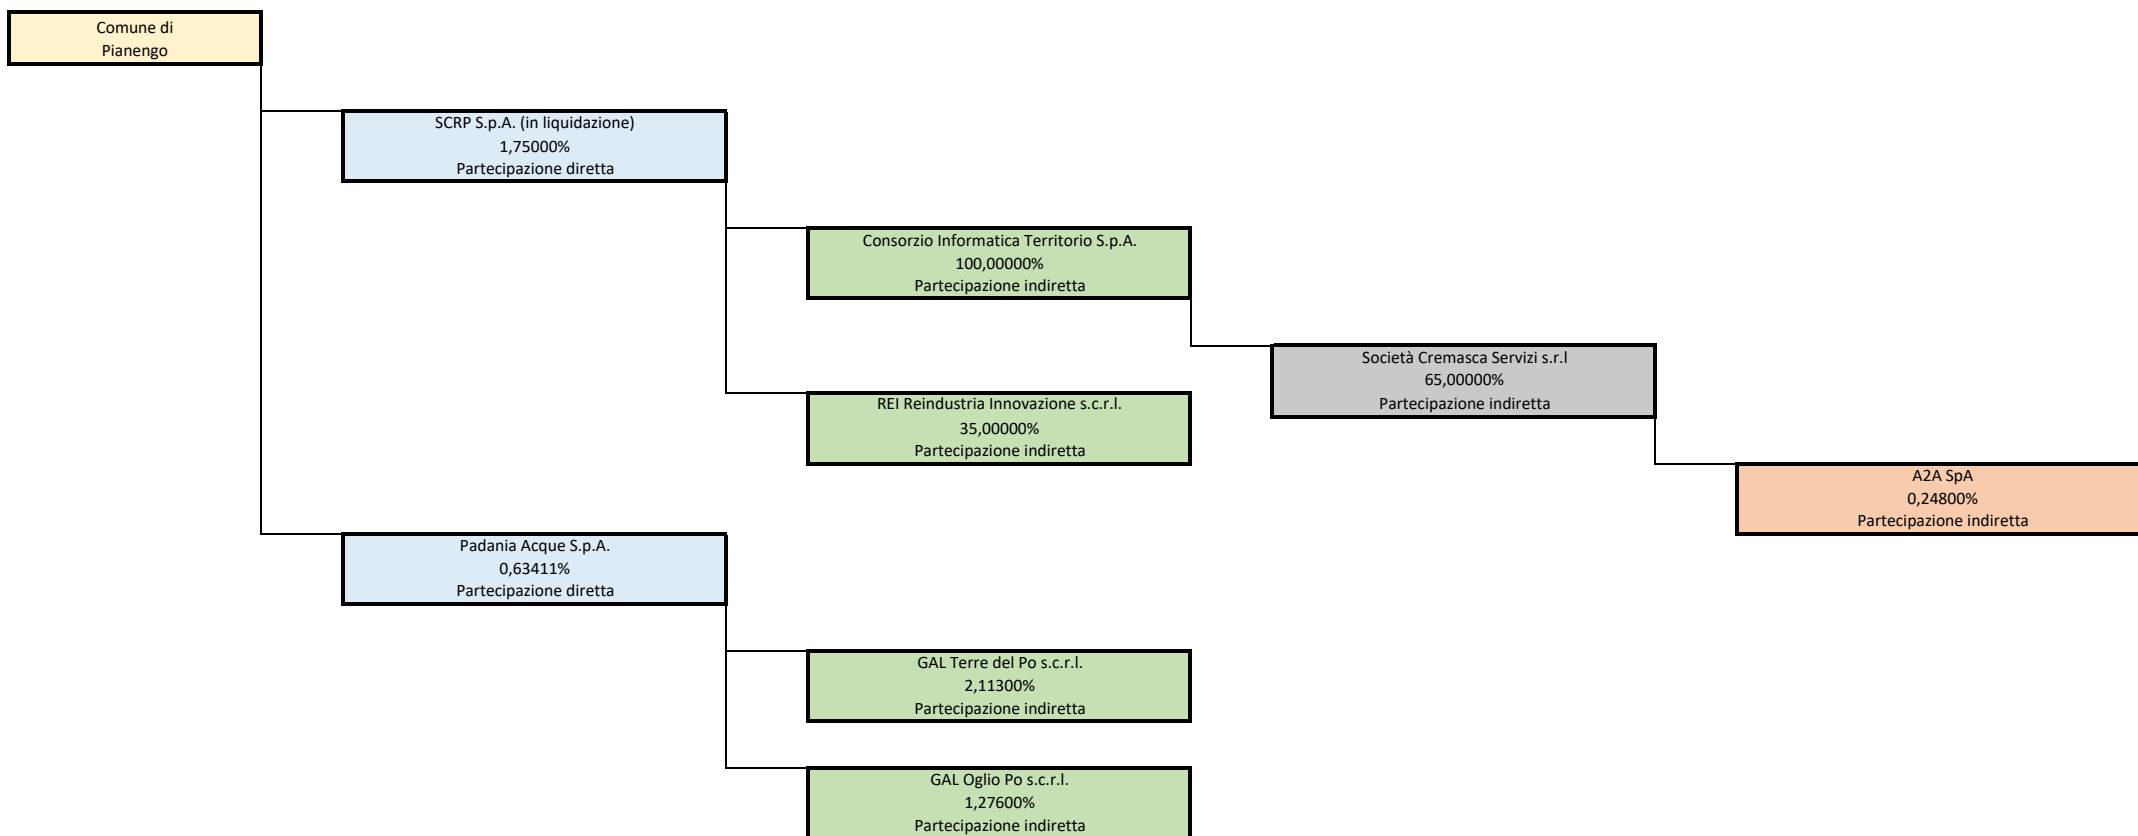 Comune di
Pianengo
SCRP S.p.A. (in liquidazione)
1,75000%
Partecipazione diretta
Consorzio Informatica Territorio S.p.A.
100,00000%
Partecipazione indiretta
Società Cremasca Servizi s.r.l
65,00000%
Partecipazione indiretta
REI Reindustria Innovazione s.c.r.l.
35,00000%
Partecipazione indiretta
A2A SpA
0,24800%
Partecipazione indiretta
Padania Acque S.p.A.
0,63411%
Partecipazione diretta
GAL Terre del Po s.c.r.l.
2,11300%
Partecipazione indiretta
GAL Oglio Po s.c.r.l.
1,27600%
Partecipazione indiretta